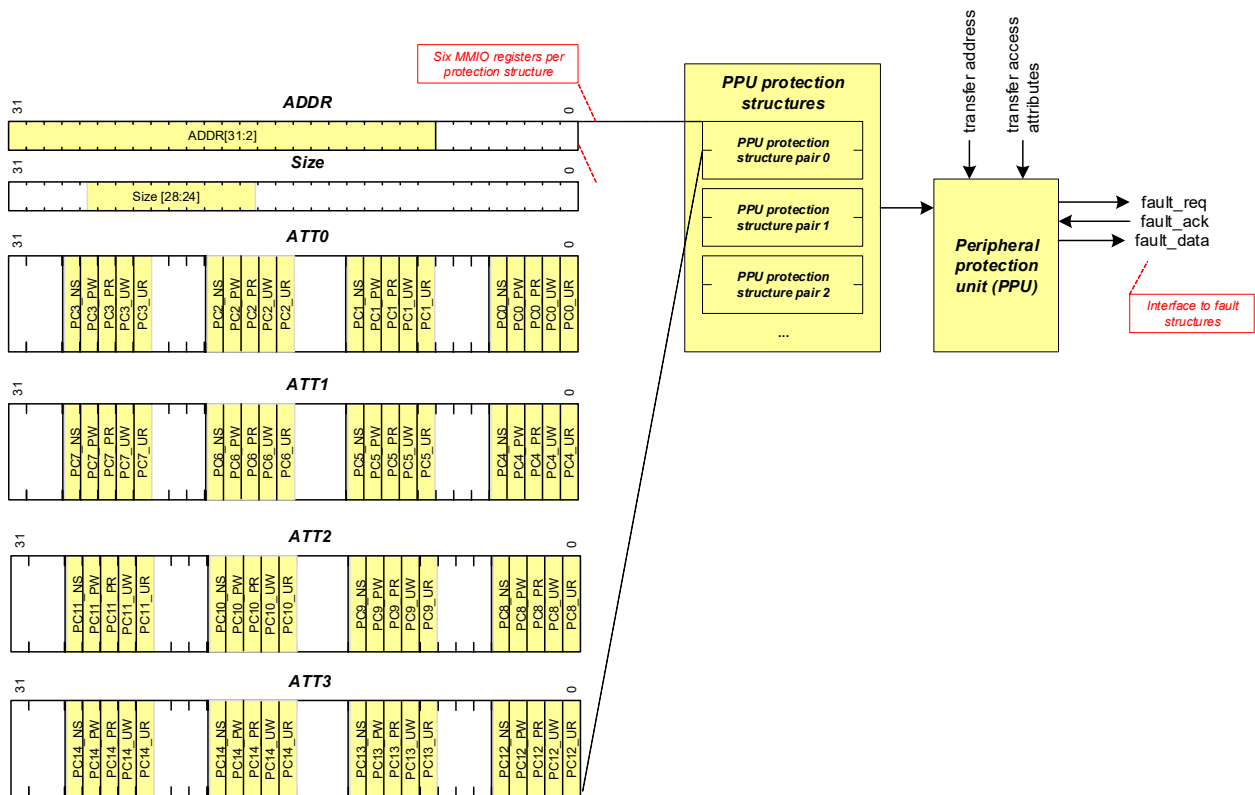 Six MMIO registers per
protection structure
31
ADDR
0
ADDR[31:2]
31
Size
0
Size [28:24]
31
ATT0
0
PC3_NS
PC3_PW
PC3_PR
PC3_UW
PC3_UR
PC2_NS
PC2_PW
PC2_PR
PC2_UW
PC2_UR
PC1_NS
PC1_PW
PC1_PR
PC1_UW
PC1_UR
PC0_NS
PC0_PW
PC0_PR
PC0_UW
PC0_UR
31
ATT1
0
PC7_NS
PC7_PW
PC7_PR
PC7_UW
PC7_UR
PC6_NS
PC6_PW
PC6_PR
PC6_UW
PC6_UR
PC5_NS
PC5_PW
PC5_PR
PC5_UW
PC5_UR
PC4_NS
PC4_PW
PC4_PR
PC4_UW
PC4_UR
31
ATT2
0
PC11_NS
PC11_PW
PC11_PR
PC11_UW
PC11_UR
PC10_NS
PC10_PW
PC10_PR
PC10_UW
PC10_UR
PC9_NS
PC9_PW
PC9_PR
PC9_UW
PC9_UR
PC8_NS
PC8_PW
PC8_PR
PC8_UW
PC8_UR
31
ATT3
0
PC14_NS
PC14_PW
PC14_PR
PC14_UW
PC14_UR
PC14_NS
PC14_PW
PC14_PR
PC14_UW
PC14_UR
PC13_NS
PC13_PW
PC13_PR
PC13_UW
PC13_UR
PC12_NS
PC12_PW
PC12_PR
PC12_UW
PC12_UR
PPU protection
structures
PPU protection
structure pair 0
PPU protection
structure pair 1
PPU protection
structure pair 2
...
transfer address
transfer access
attributes
Peripheral
protection
unit (PPU)
fault_req
fault_ack
fault_data
Interface to fault
structures